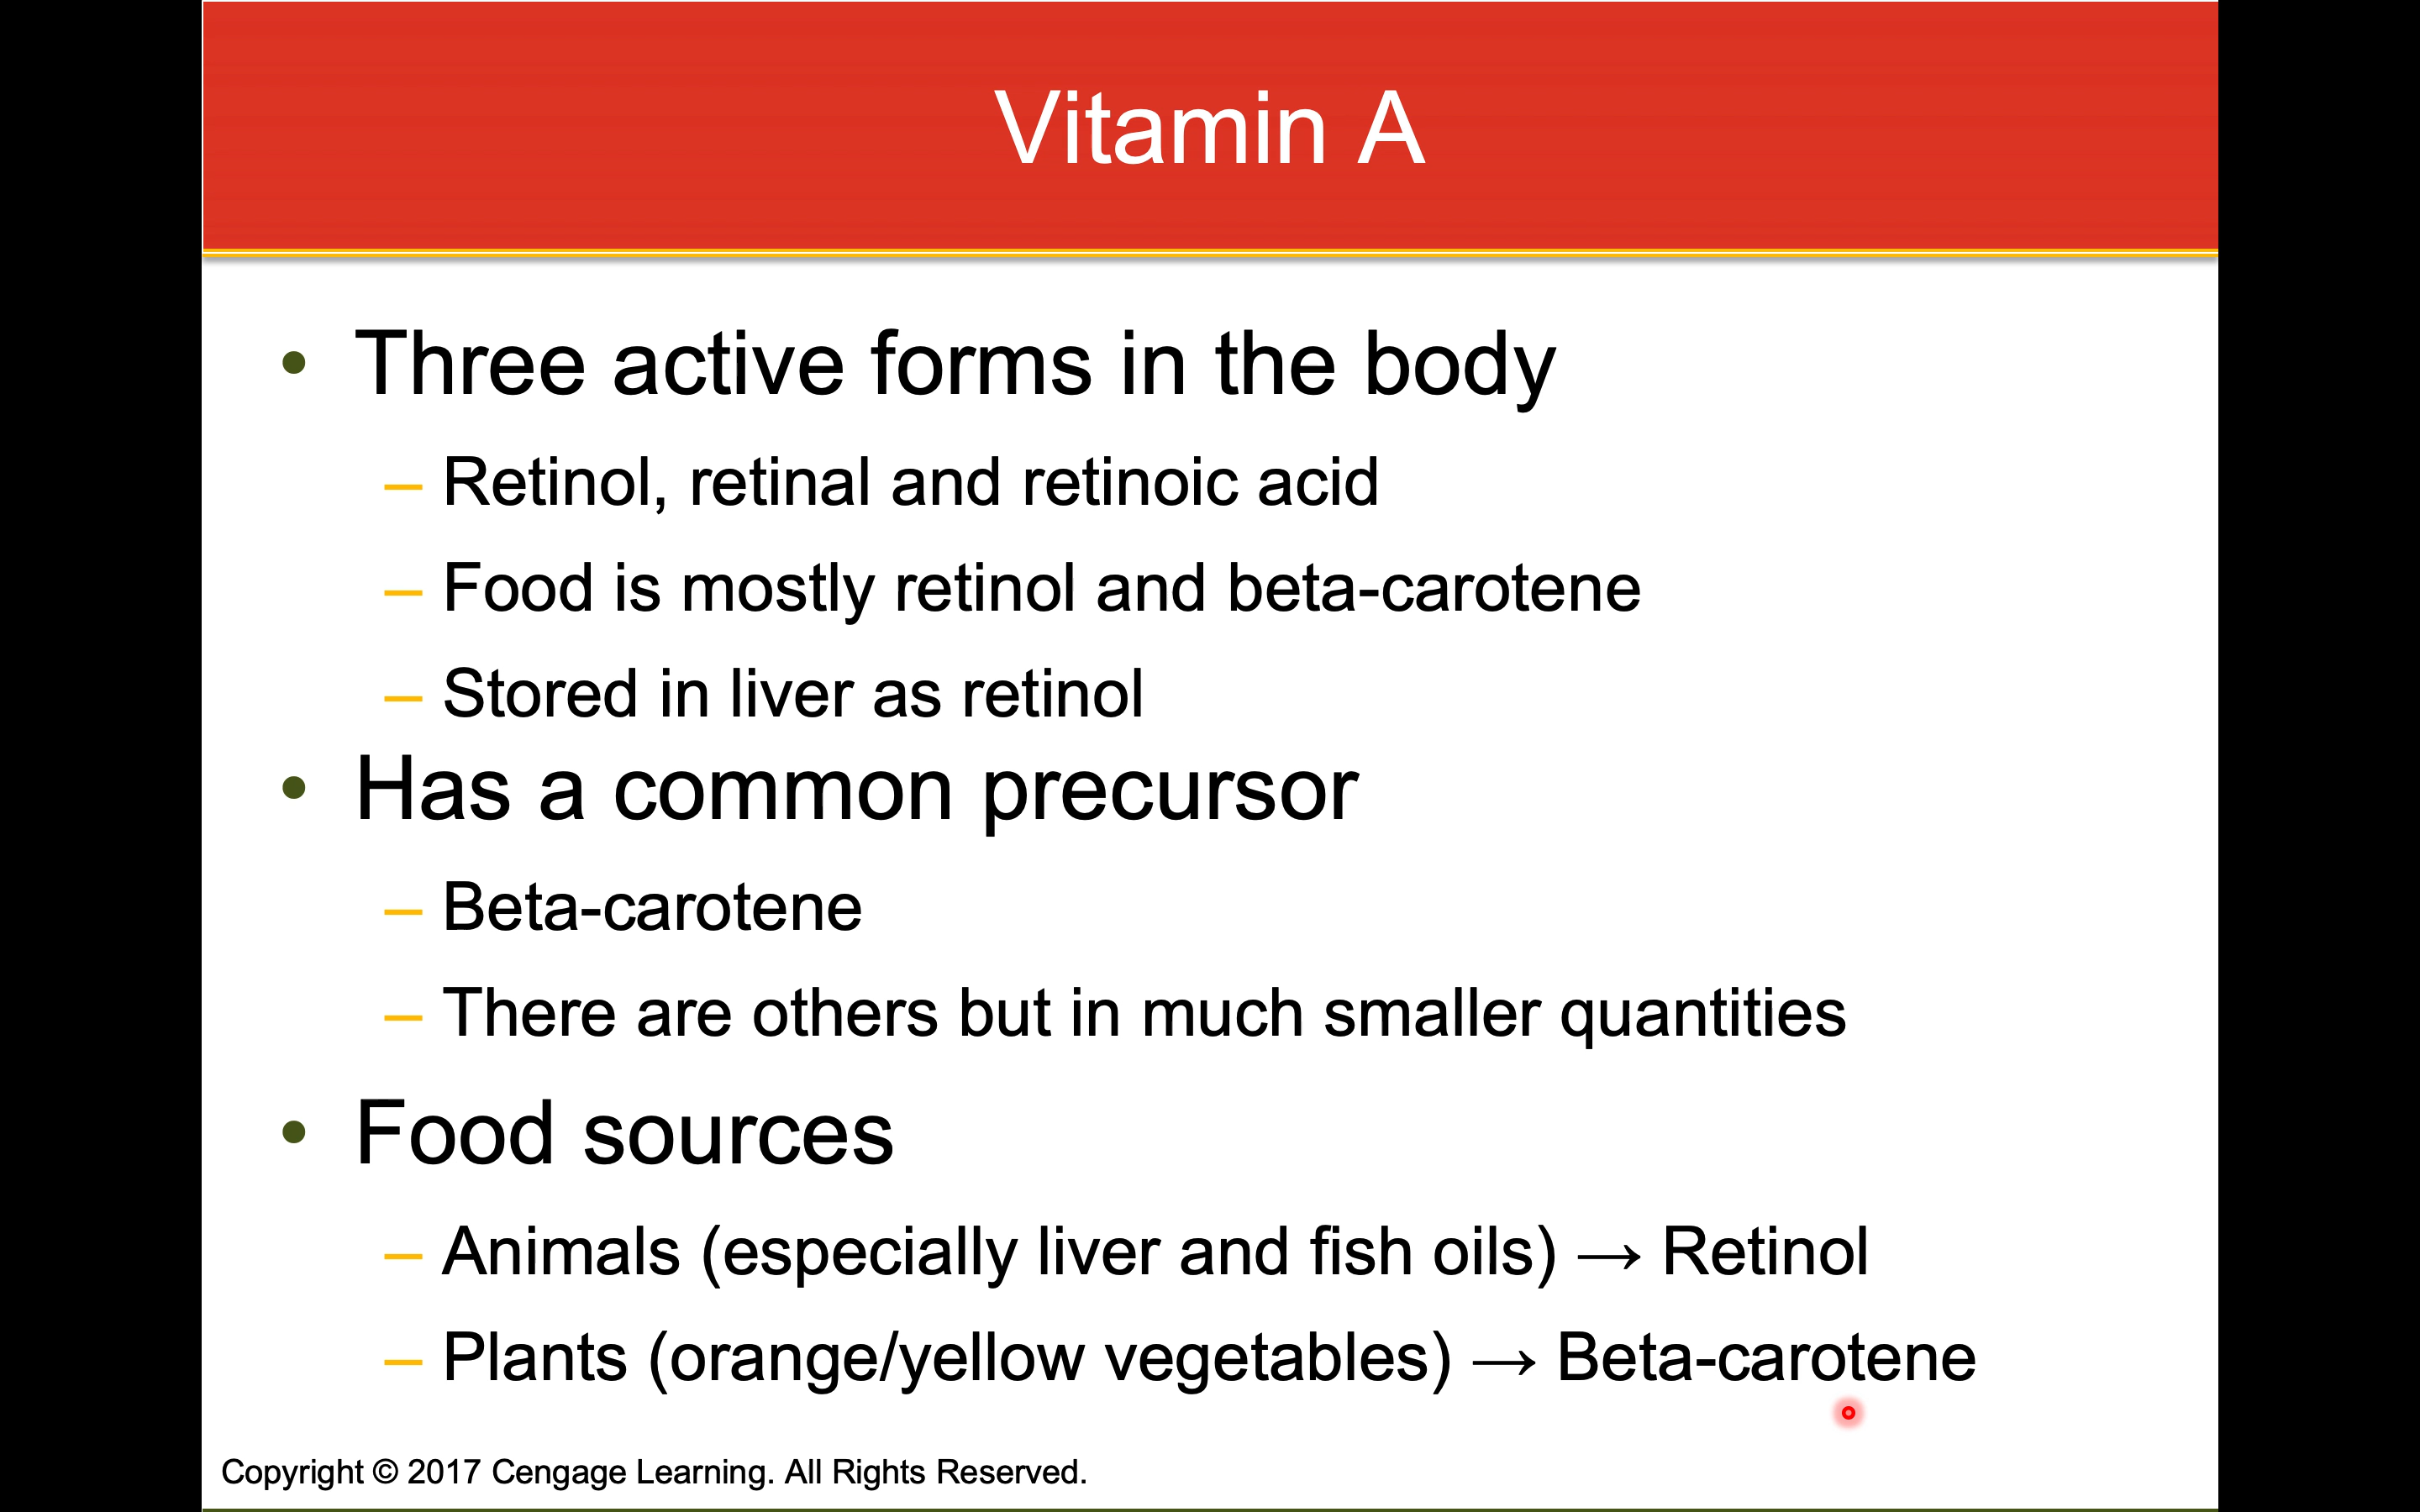 Vitamin A
• Three active forms in the body
– Retinol, retinal and retinoic acid
– Food is mostly retinol and beta-carotene
– Stored in liver as retinol
• Has a common precursor
– Beta-carotene
– There are others but in much smaller quantities
• Food sources
– Animals (especially liver and fish oils) → Retinol
– Plants (orange/yellow vegetables) → Beta-carotene
Copyright © 2017 Cengage Learning. All Rights Reserved.